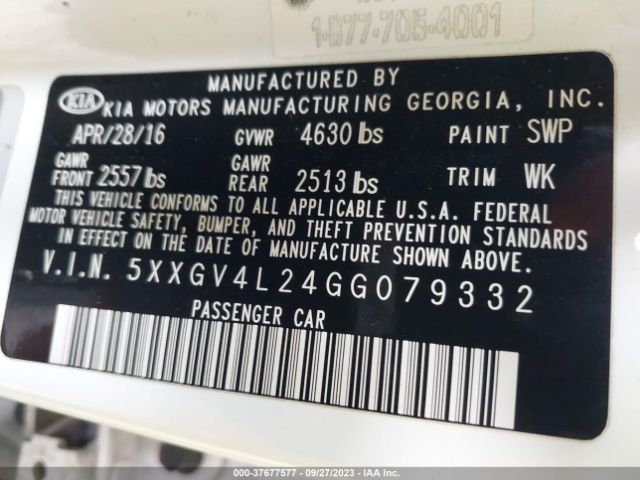 1-877-705-4001
MANUFACTURED BY
KIA KIA MOTORS MANUFACTURING GEORGIA, INC.
APR/28/16 GVWR 4630 lbs PAINT SWP
GAWR FRONT 2557 lbs GAWR REAR 2513 lbs TRIM WK
THIS VEHICLE CONFORMS TO ALL APPLICABLE U.S.A. FEDERAL
MOTOR VEHICLE SAFETY, BUMPER, AND THEFT PREVENTION STANDARDS
IN EFFECT ON THE DATE OF MANUFACTURE SHOWN ABOVE.
V.I.N. 5XXGV4L24GG079332
PASSENGER CAR
000-37677577 - 09/27/2023 - IAA Inc.